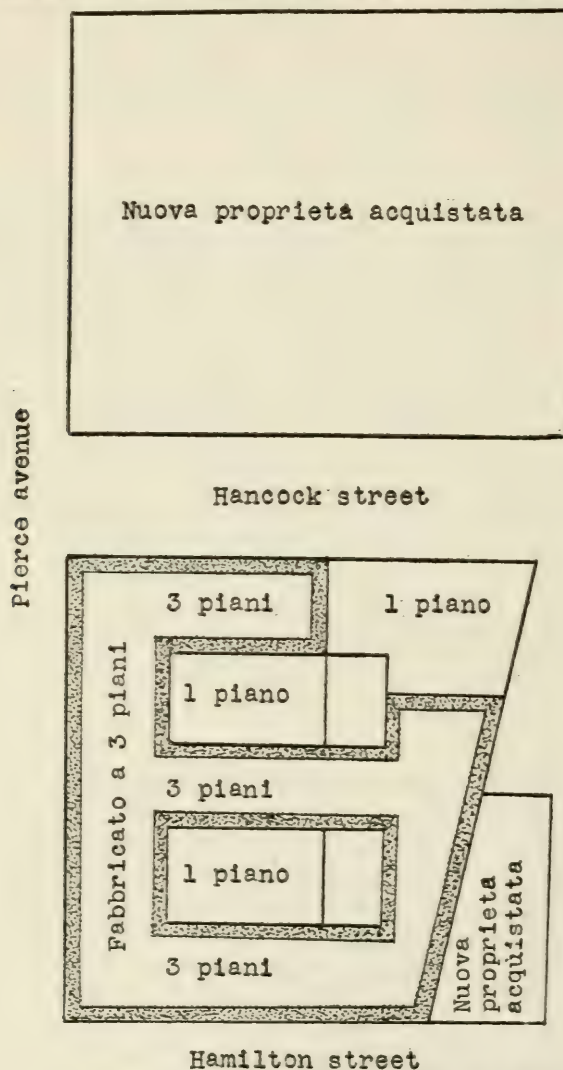 Nuova proprietà acquistata
Pierce avenue
Hancock street
3 piani
1 piano
Fabbricato a 3 piani
1 piano
3 piani
1 piano
3 piani
Nuova
proprieta
acquistata
Hamilton street